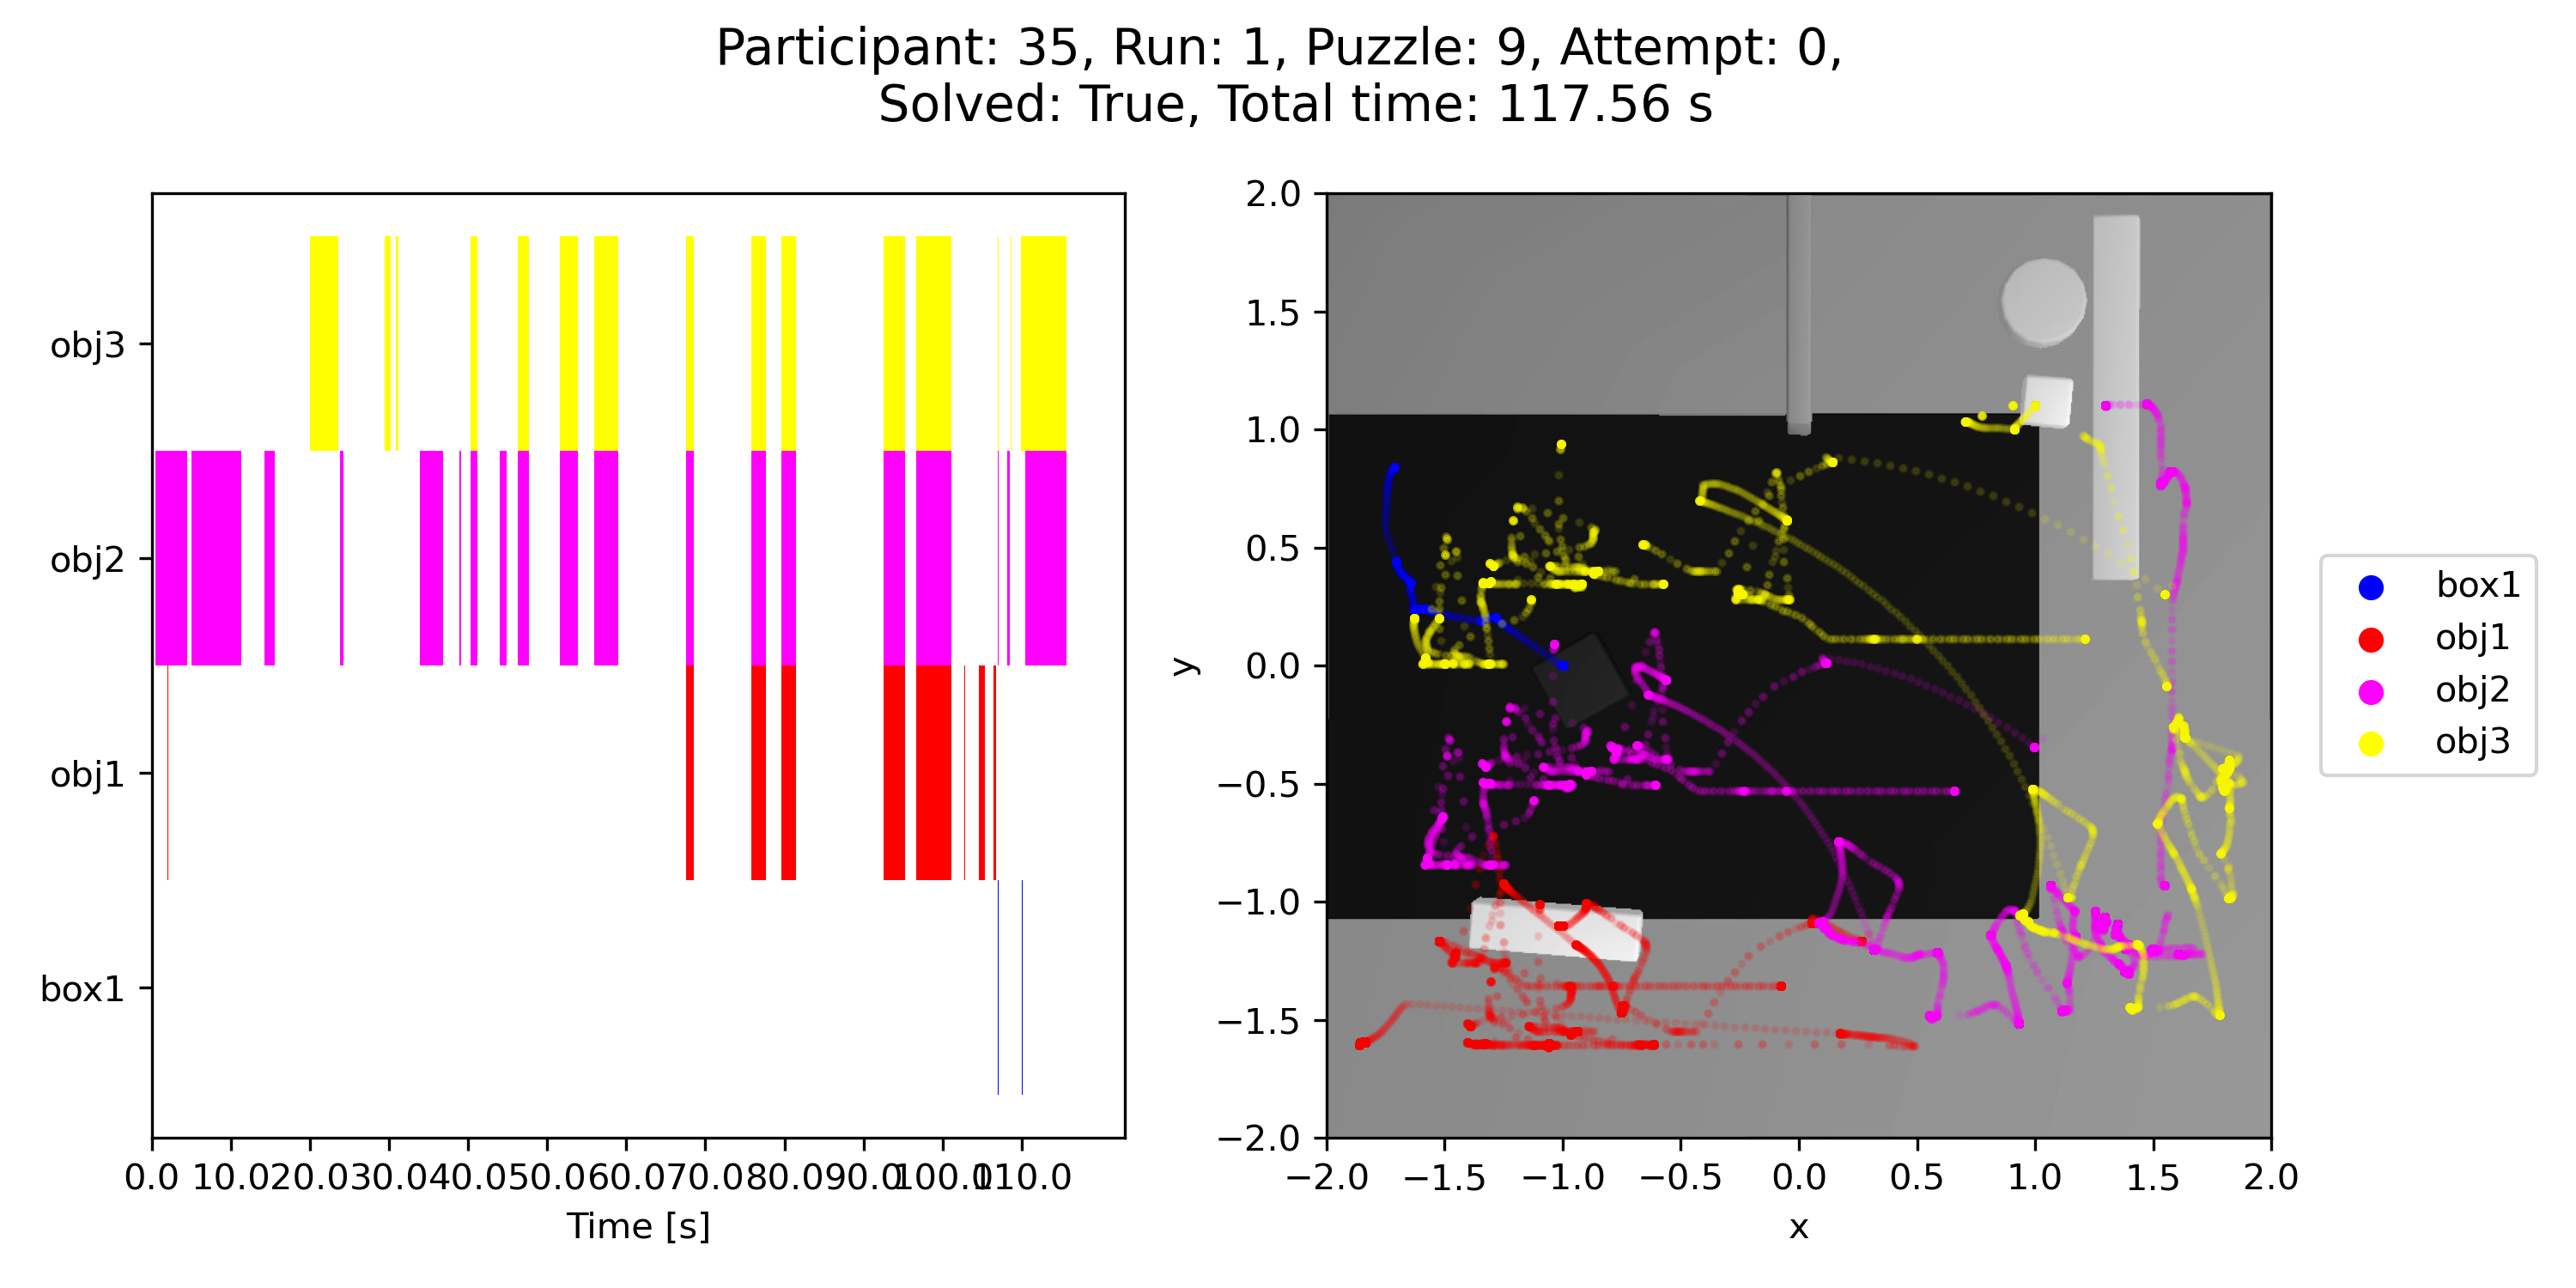 Participant: 35, Run: 1, Puzzle: 9, Attempt: 0,
Solved: True, Total time: 117.56 s
obj3
obj2
obj1
box1
0.0 10.0 20.0 30.0 40.0 50.0 60.0 70.0 80.0 90.0 100.0 110.0
Time [s]
2.0
1.5
1.0
0.5
0.0
−0.5
−1.0
−1.5
−2.0
y
−2.0 −1.5 −1.0 −0.5 0.0 0.5 1.0 1.5 2.0
x
box1
obj1
obj2
obj3